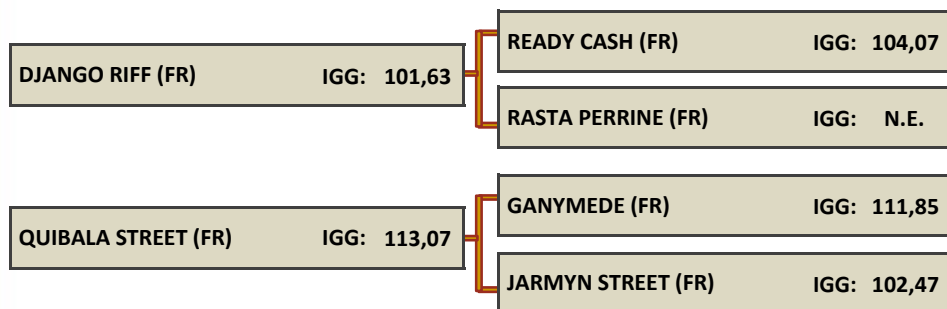 READY CASH (FR) IGG: 104,07
DJANGO RIFF (FR) IGG: 101,63
RASTA PERRINE (FR) IGG: N.E.
GANYMEDE (FR) IGG: 111,85
QUIBALA STREET (FR) IGG: 113,07
JARMYN STREET (FR) IGG: 102,47